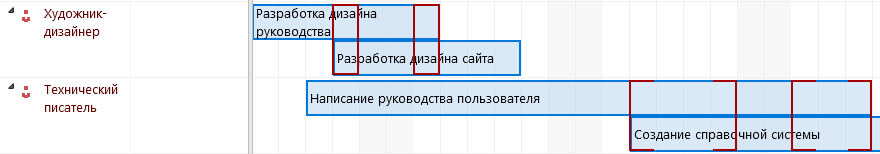 Художник-
дизайнер
Разработка дизайна
руководства
Разработка дизайна сайта
Технический
писатель
Написание руководства пользователя
Создание справочной системы